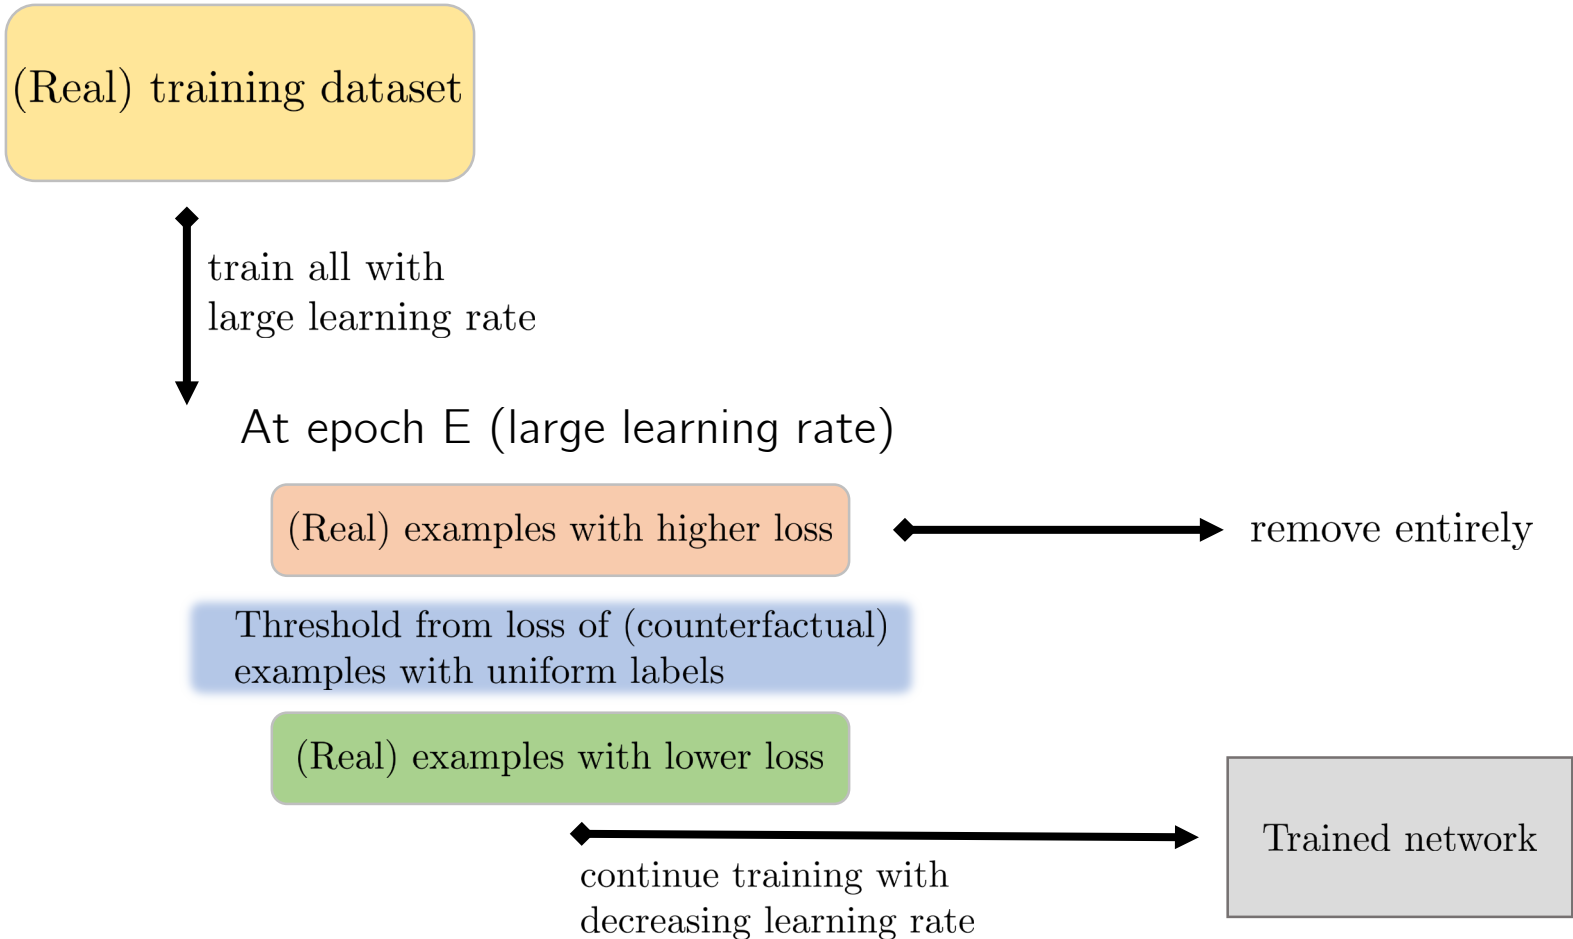 (Real) training dataset
train all with
large learning rate
At epoch E (large learning rate)
(Real) examples with higher loss
remove entirely
Threshold from loss of (counterfactual)
examples with uniform labels
(Real) examples with lower loss
Trained network
continue training with
decreasing learning rate